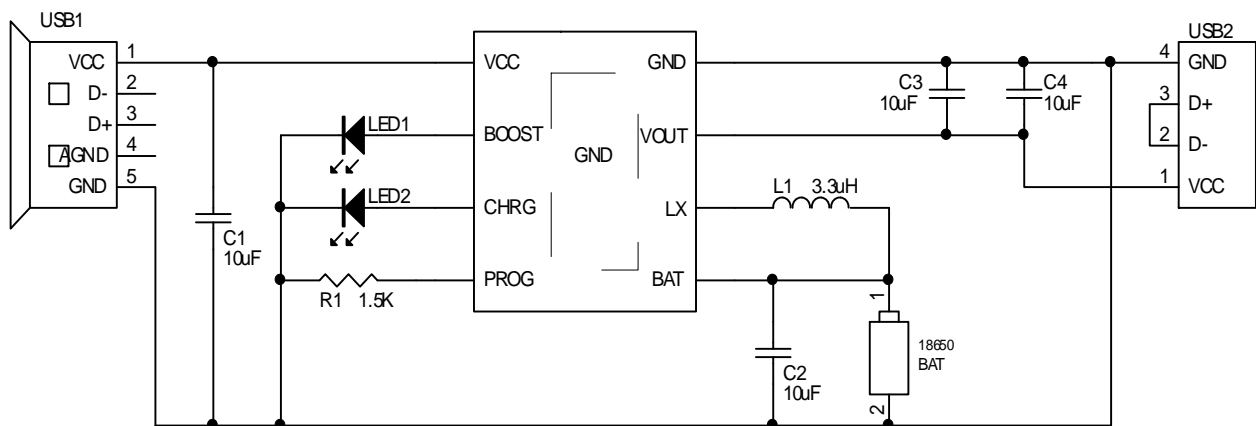 USB1
VCC 1
D- 2
D+ 3
AGND 4
GND 5
C1
10uF
LED1
LED2
R1 1.5K
VCC
BOOST
CHRG
PROG
GND
GND
VOUT
LX
BAT
C3
10uF
C4
10uF
L1 3.3uH
C2
10uF
1
18650
BAT
2
USB2
4 GND
3 D+
2 D-
1 VCC